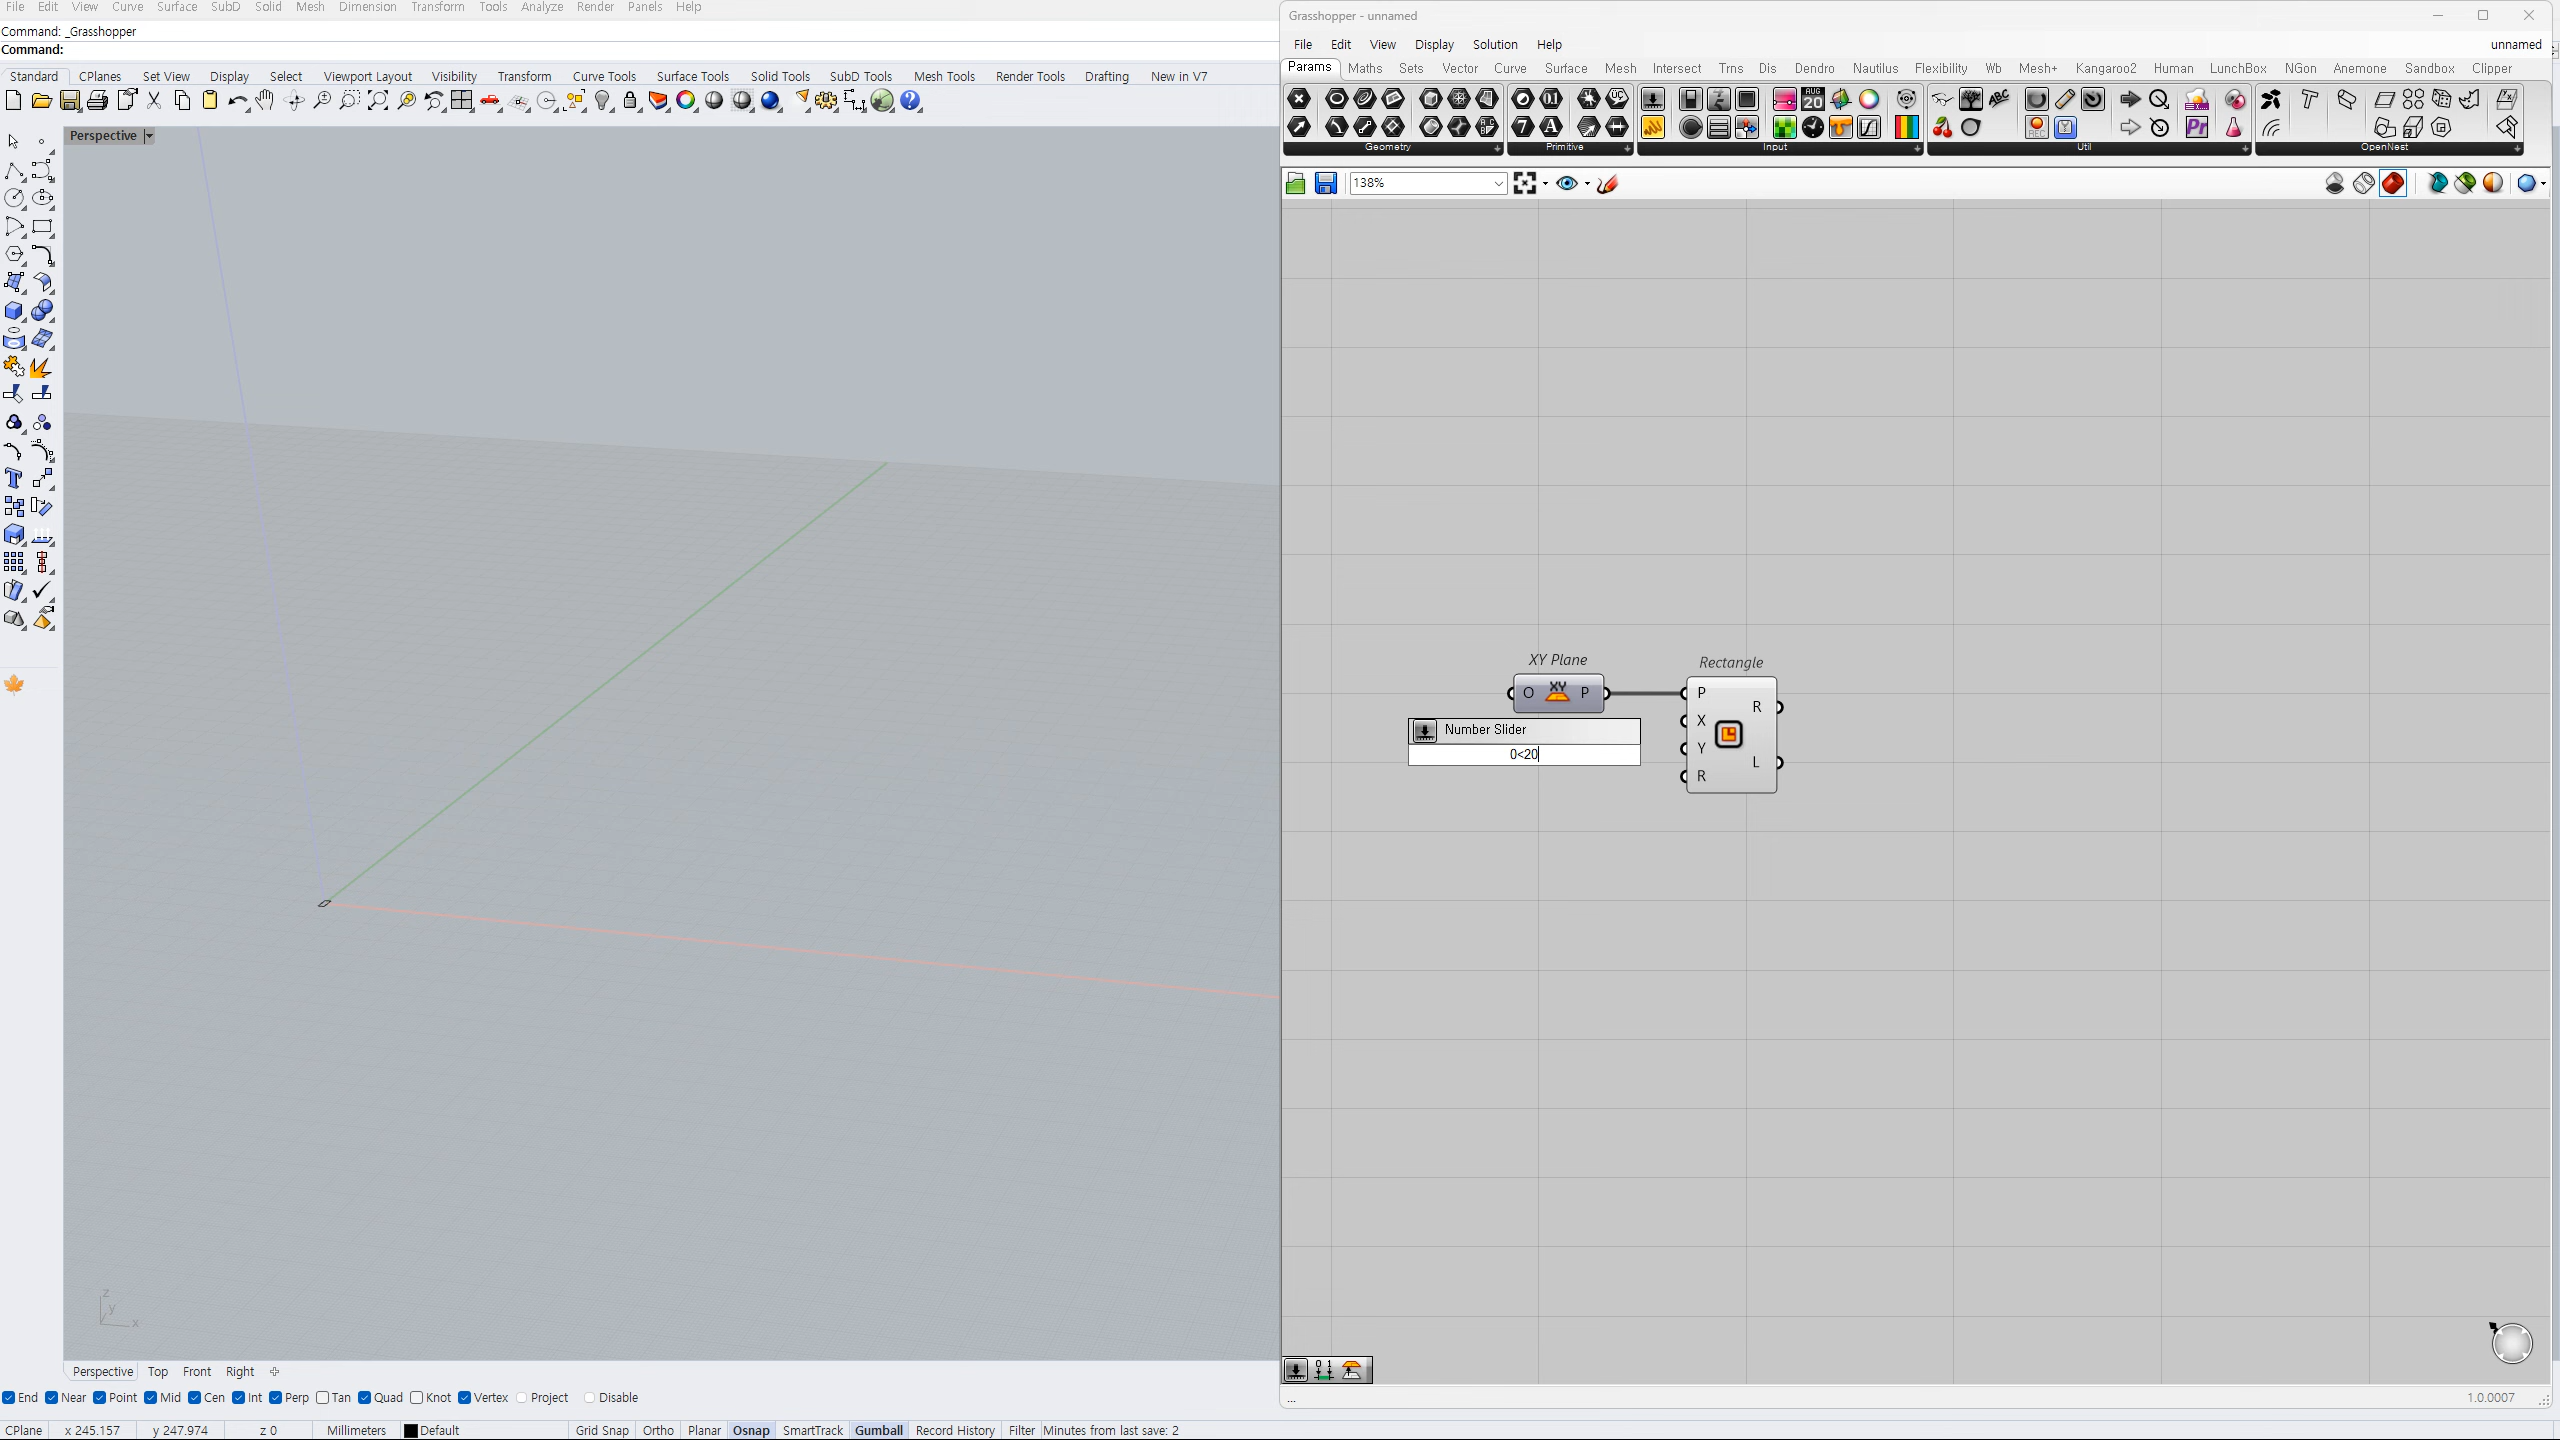 File Edit View Curve Surface SubD Solid Mesh Dimension Transform Tools Analyze Render Panels Help
Command: _Grasshopper
Command:
Standard CPlanes Set View Display Select Viewport Layout Visibility Transform Curve Tools Surface Tools Solid Tools SubD Tools Mesh Tools Render Tools Drafting New in V7
Perspective
Grasshopper - unnamed
File Edit View Display Solution Help unnamed
Params Maths Sets Vector Curve Surface Mesh Intersect Trns Dis Dendro Nautilus Flexibility Wb Mesh+ Kangaroo2 Human LunchBox NGon Anemone Sandbox Clipper
Geometry Primitive Input Util OpenNest
138%
XY Plane
O XY P
Rectangle
P
X
Y
R
R
L
Number Slider
0<20
z
y
x
Perspective Top Front Right
End Near Point Mid Cen Int Perp Tan Quad Knot Vertex Project Disable
... 1.0.0007
CPlane x 245.157 y 247.974 z 0 Millimeters Default Grid Snap Ortho Planar Osnap SmartTrack Gumball Record History Filter Minutes from last save: 2